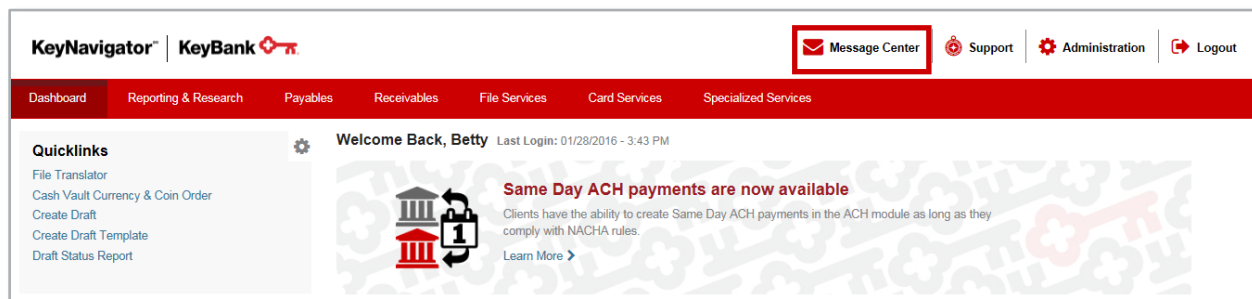 KeyNavigator™ | KeyBank
Message Center
Support
Administration
Logout
Dashboard
Reporting & Research
Payables
Receivables
File Services
Card Services
Specialized Services
Quicklinks
File Translator
Cash Vault Currency & Coin Order
Create Draft
Create Draft Template
Draft Status Report
Welcome Back, Betty Last Login: 01/28/2016 - 3:43 PM
1
Same Day ACH payments are now available
Clients have the ability to create Same Day ACH payments in the ACH module as long as they
comply with NACHA rules.
Learn More >